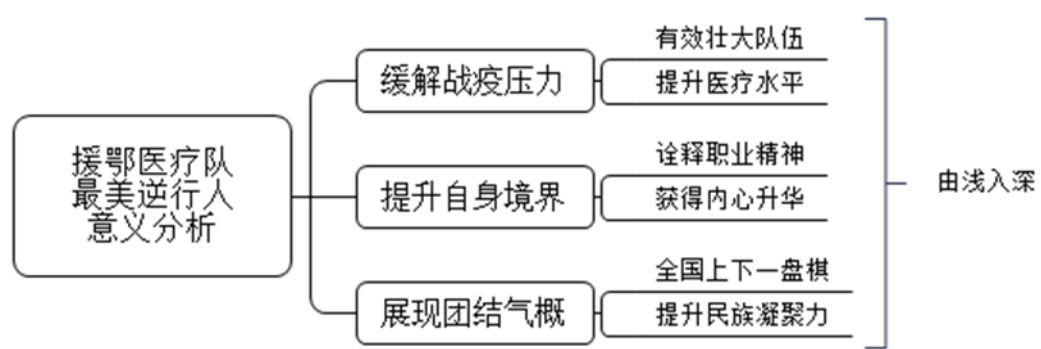 援鄂医疗队
最美逆行人
意义分析
缓解战疫压力
有效壮大队伍
提升医疗水平
提升自身境界
诠释职业精神
获得内心升华
展现团结气概
全国上下一盘棋
提升民族凝聚力
由浅入深